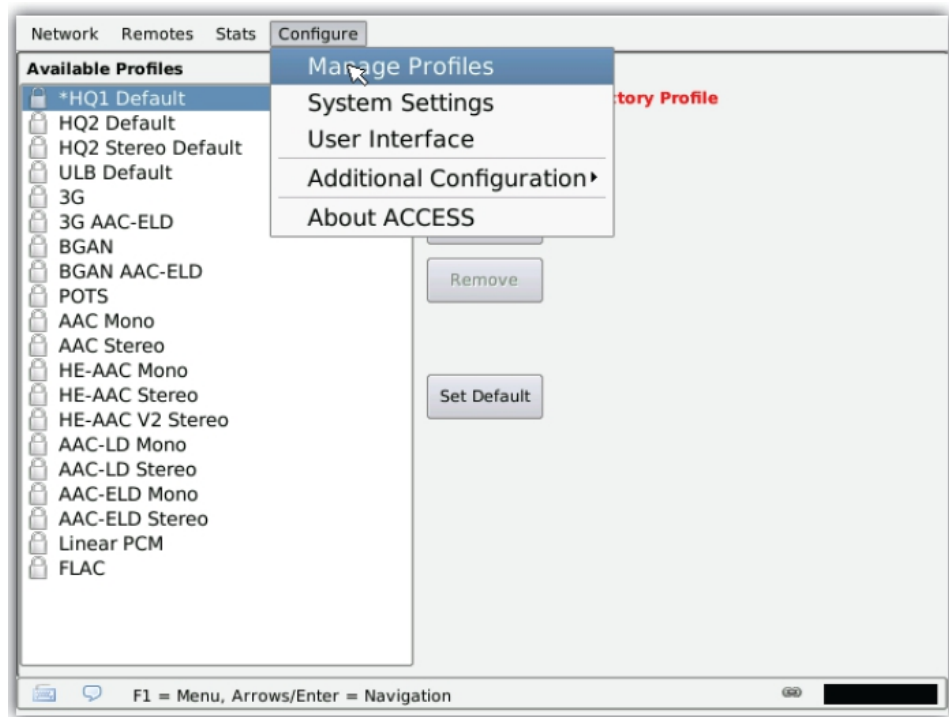 Network Remotes Stats Configure
Available Profiles
Manage Profiles
System Settings
User Interface
Additional Configuration
About ACCESS
*HQ1 Default
HQ2 Default
HQ2 Stereo Default
ULB Default
3G
3G AAC-ELD
BGAN
BGAN AAC-ELD
POTS
AAC Mono
AAC Stereo
HE-AAC Mono
HE-AAC Stereo
HE-AAC V2 Stereo
AAC-LD Mono
AAC-LD Stereo
AAC-ELD Mono
AAC-ELD Stereo
Linear PCM
FLAC
Profile
Remove
Set Default
F1 = Menu, Arrows/Enter = Navigation